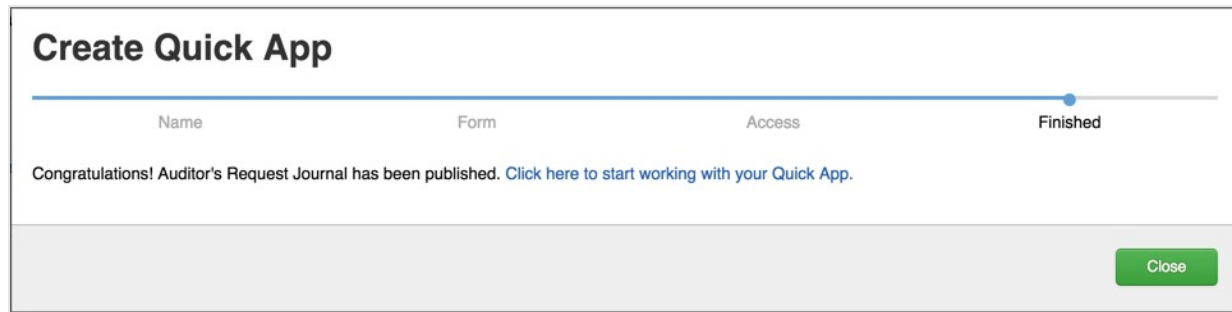 Create Quick App
Name Form Access Finished
Congratulations! Auditor's Request Journal has been published. Click here to start working with your Quick App.
Close